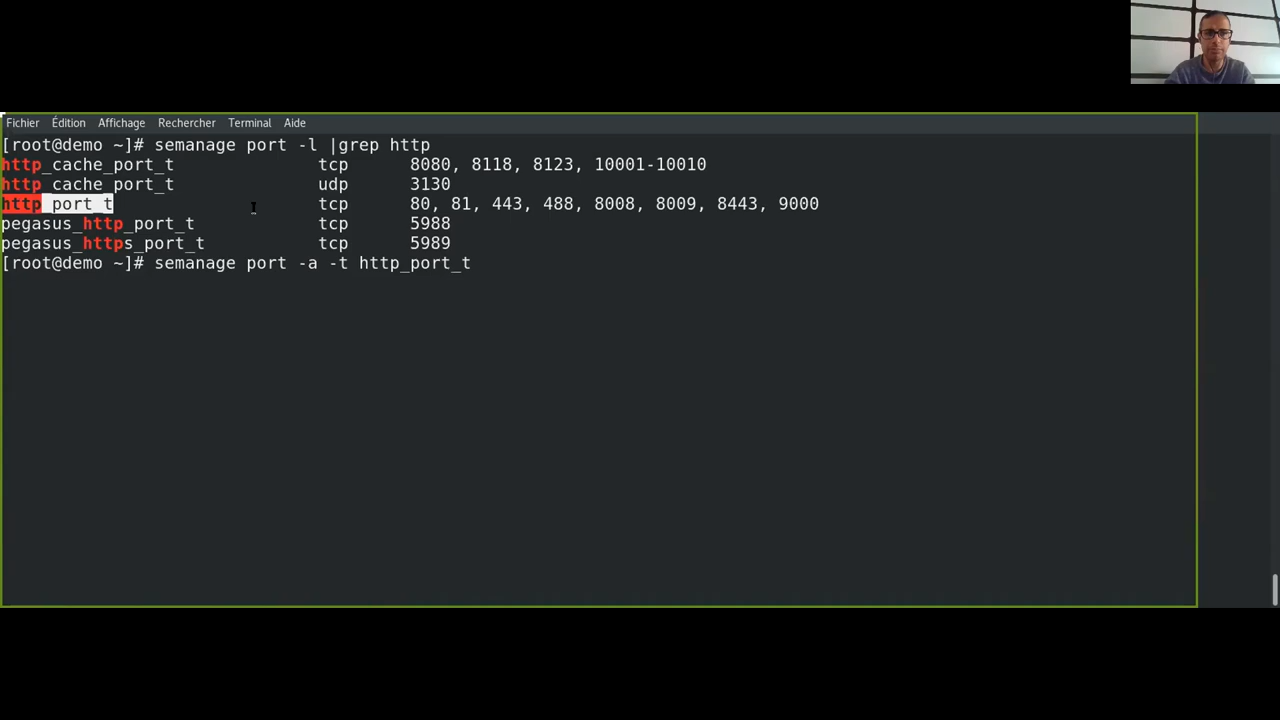 Fichier Édition Affichage Rechercher Terminal Aide
[root@demo ~]# semanage port -l |grep http
http_cache_port_t tcp 8080, 8118, 8123, 10001-10010
http_cache_port_t udp 3130
http_port_t tcp 80, 81, 443, 488, 8008, 8009, 8443, 9000
pegasus_http_port_t tcp 5988
pegasus_https_port_t tcp 5989
[root@demo ~]# semanage port -a -t http_port_t